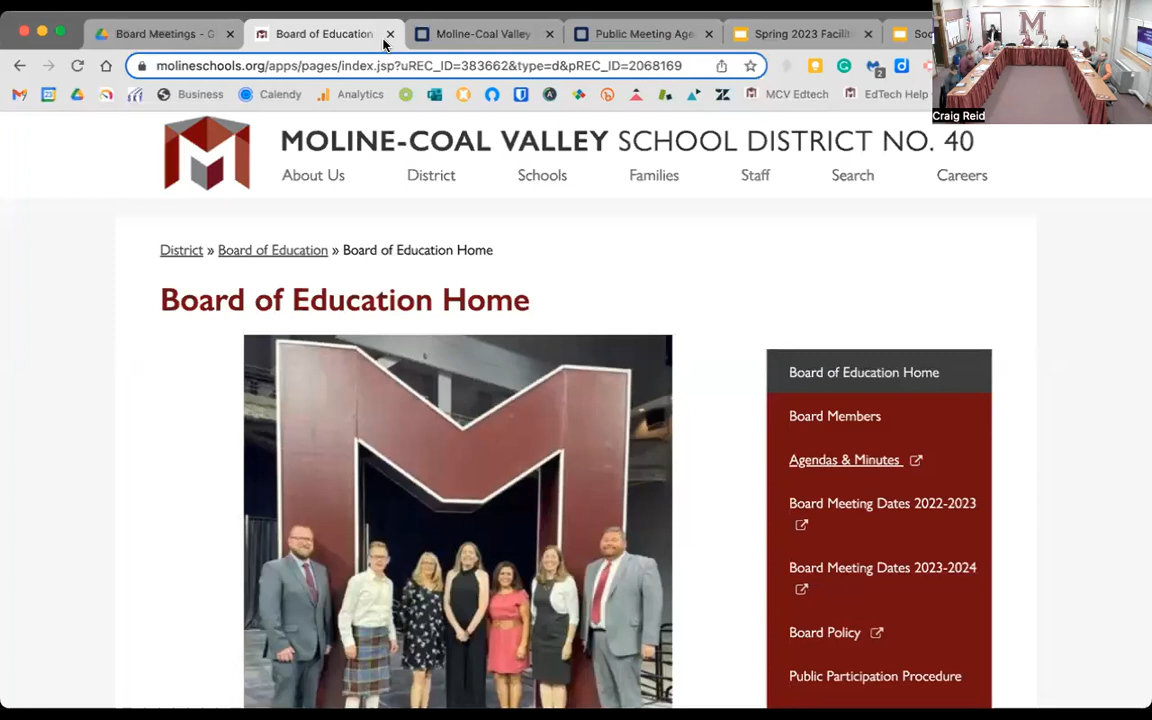 Board Meetings - G
Board of Education
Moline-Coal Valley
Public Meeting Age
Spring 2023 Facilit
Soc
molineschools.org/apps/pages/index.jsp?uREC_ID=383662&type=d&pREC_ID=2068169
Business
Calendy
Analytics
MCV Edtech
EdTech Help
Craig Reid
MOLINE-COAL VALLEY SCHOOL DISTRICT NO. 40
About Us
District
Schools
Families
Staff
Search
Careers
District » Board of Education » Board of Education Home
Board of Education Home
Board of Education Home
Board Members
Agendas & Minutes
Board Meeting Dates 2022-2023
Board Meeting Dates 2023-2024
Board Policy
Public Participation Procedure